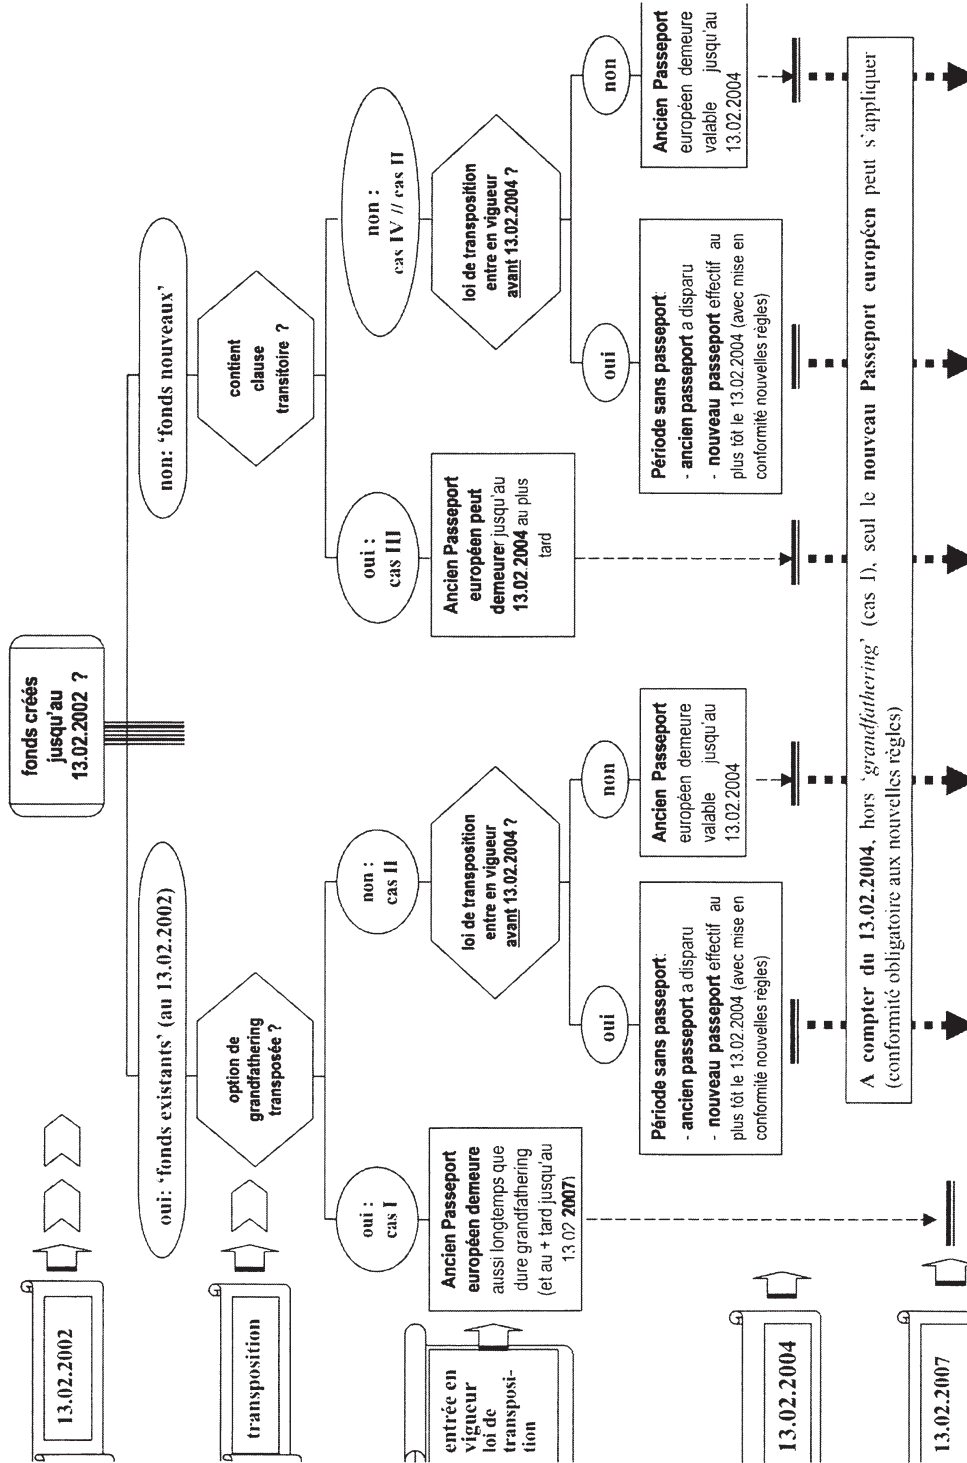 fonds créés
jusqu'au
13.02.2002 ?
13.02.2002
oui: 'fonds existants' (au 13.02.2002)
non: 'fonds nouveaux'
transposition
option de
grandfathering
transposée ?
contient
clause
transitoire ?
oui :
cas I
non :
cas II
oui :
cas III
non :
cas IV // cas II
entrée en
vigueur
loi de
transposi-
tion
Ancien Passeport
européen demeure
aussi longtemps que
dure grandfathering
(et au + tard jusqu'au
13.02.2007)
loi de transposition
entre en vigueur
avant 13.02.2004 ?
Ancien Passeport
européen peut
demeurer jusqu'au
13.02.2004 au plus
tard
loi de transposition
entre en vigueur
avant 13.02.2004 ?
oui
non
oui
non
Période sans passeport:
- ancien passeport a disparu
- nouveau passeport effectif au
plus tôt le 13.02.2004 (avec mise en
conformité nouvelles règles)
Ancien Passeport
européen demeure
valable jusqu'au
13.02.2004
Période sans passeport:
- ancien passeport a disparu
- nouveau passeport effectif au
plus tôt le 13.02.2004 (avec mise en
conformité nouvelles règles)
Ancien Passeport
européen demeure
valable jusqu'au
13.02.2004
13.02.2004
A compter du 13.02.2004, hors 'grandfathering' (cas I), seul le nouveau Passeport européen peut s'appliquer
(conformité obligatoire aux nouvelles règles)
13.02.2007